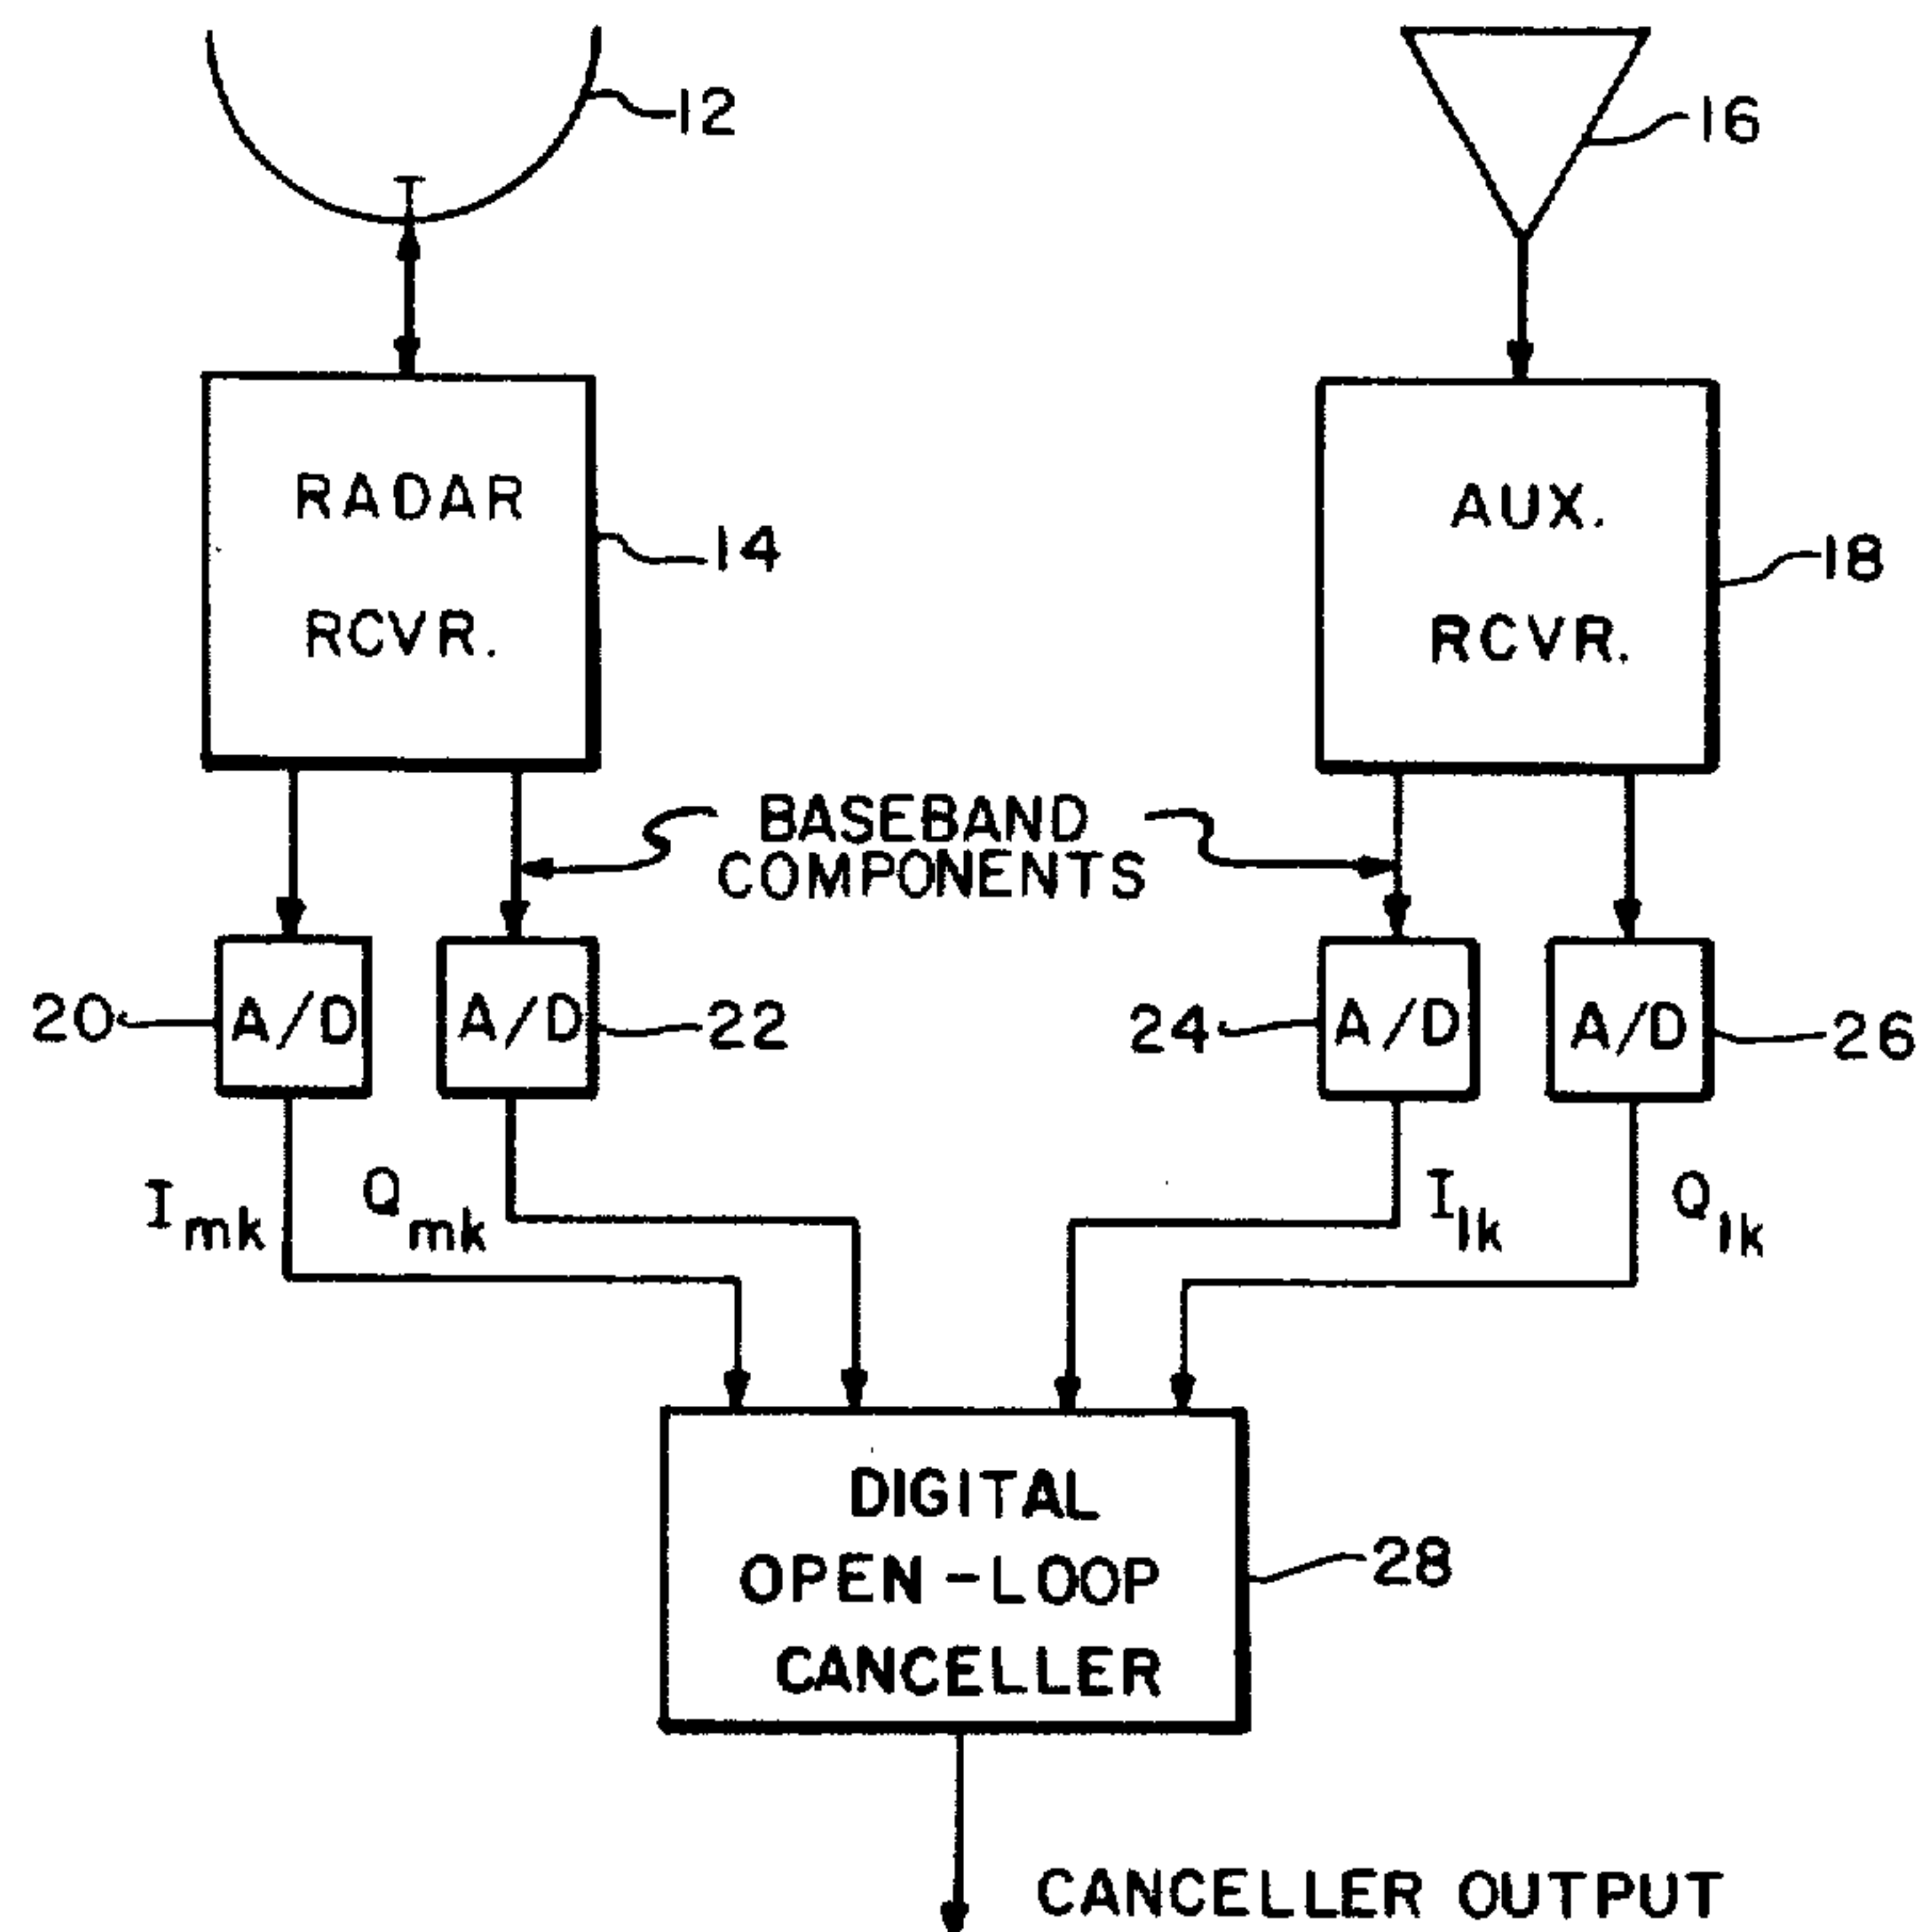 12
16
RADAR
RCVR.
14
AUX.
RCVR.
18
BASEBAND
COMPONENTS
20
A/D
A/D
22
24
A/D
A/D
26
Imk
Qmk
I1k
Q1k
DIGITAL
OPEN-LOOP
CANCELLER
28
CANCELLER OUTPUT